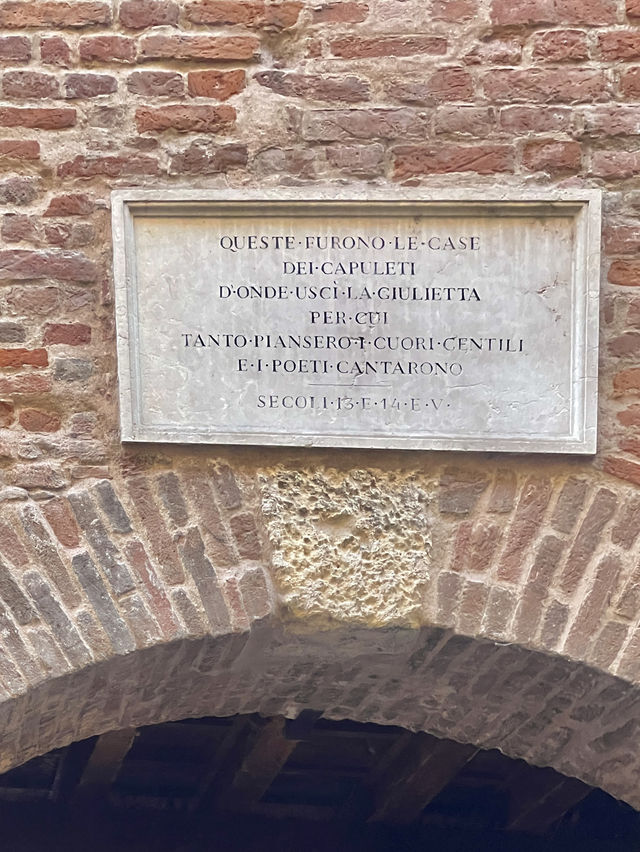 QUESTE·FURONO·LE·CASE
DEI·CAPULETI
D'ONDE·USCÌ·LA·GIULIETTA
PER·CUI
TANTO·PIANSERO·I·CUORI·GENTILI
E·I·POETI·CANTARONO
SECOLI·13·E·14·E·V·